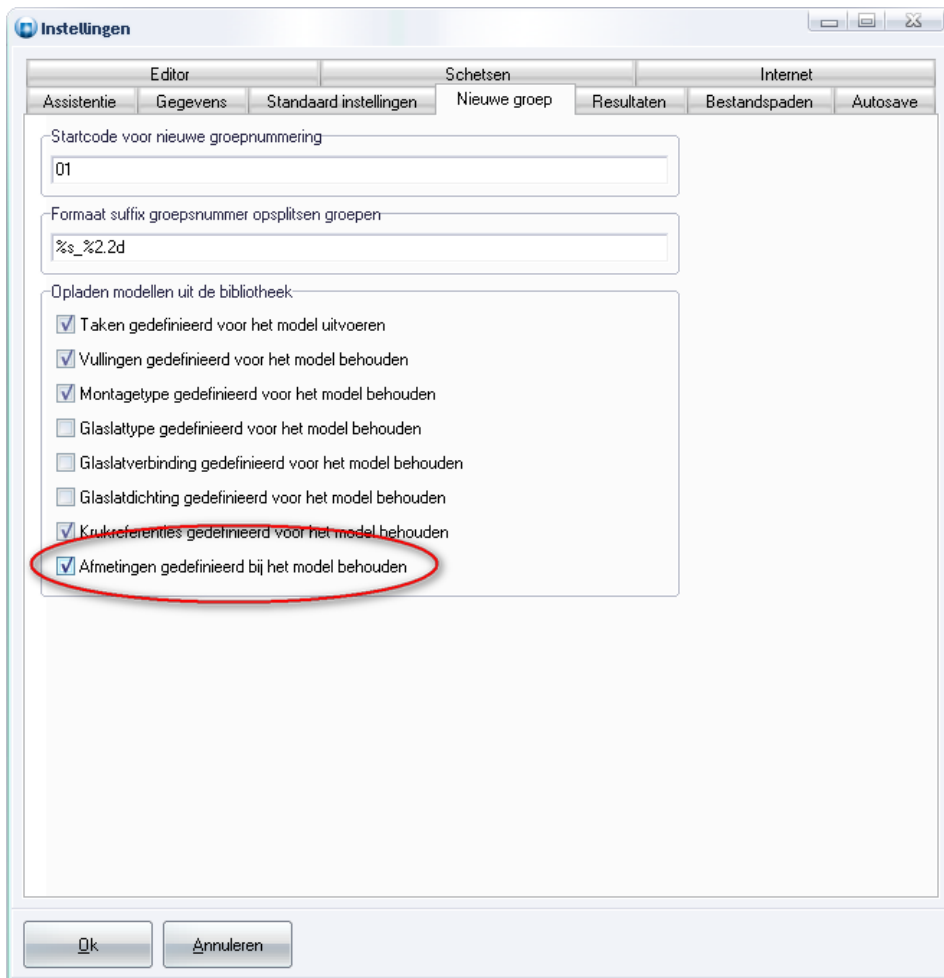 Instellingen
Editor Schetsen Internet
Assistentie Gegevens Standaard instellingen Nieuwe groep Resultaten Bestandspaden Autosave
Startcode voor nieuwe groepnummering
01
Formaat suffix groepsnummer opsplitsen groepen
%s_%2.2d
Opladen modellen uit de bibliotheek
Taken gedefinieerd voor het model uitvoeren
Vullingen gedefinieerd voor het model behouden
Montagetype gedefinieerd voor het model behouden
Glaslattype gedefinieerd voor het model behouden
Glaslatverbinding gedefinieerd voor het model behouden
Glaslatdichting gedefinieerd voor het model behouden
Krukreferenties gedefinieerd voor het model behouden
Afmetingen gedefinieerd bij het model behouden
Ok Annuleren